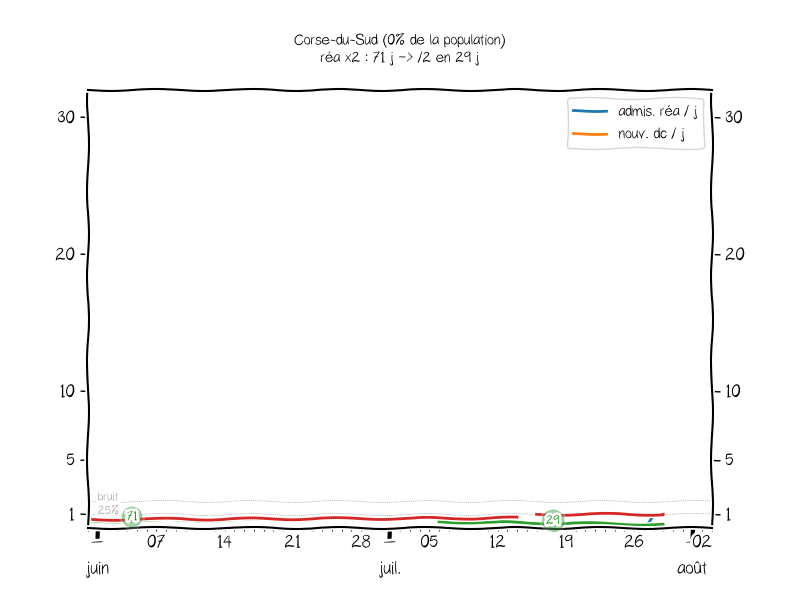 Corse-du-Sud (0% de la population)
réa x2 : 71 j -> /2 en 29 j
admis. réa / j
nouv. dc / j
30
30
20
20
10
10
5
5
bruit
25%
1
1
71
29
07
14
21
28
05
12
19
26
02
juin
juil.
août